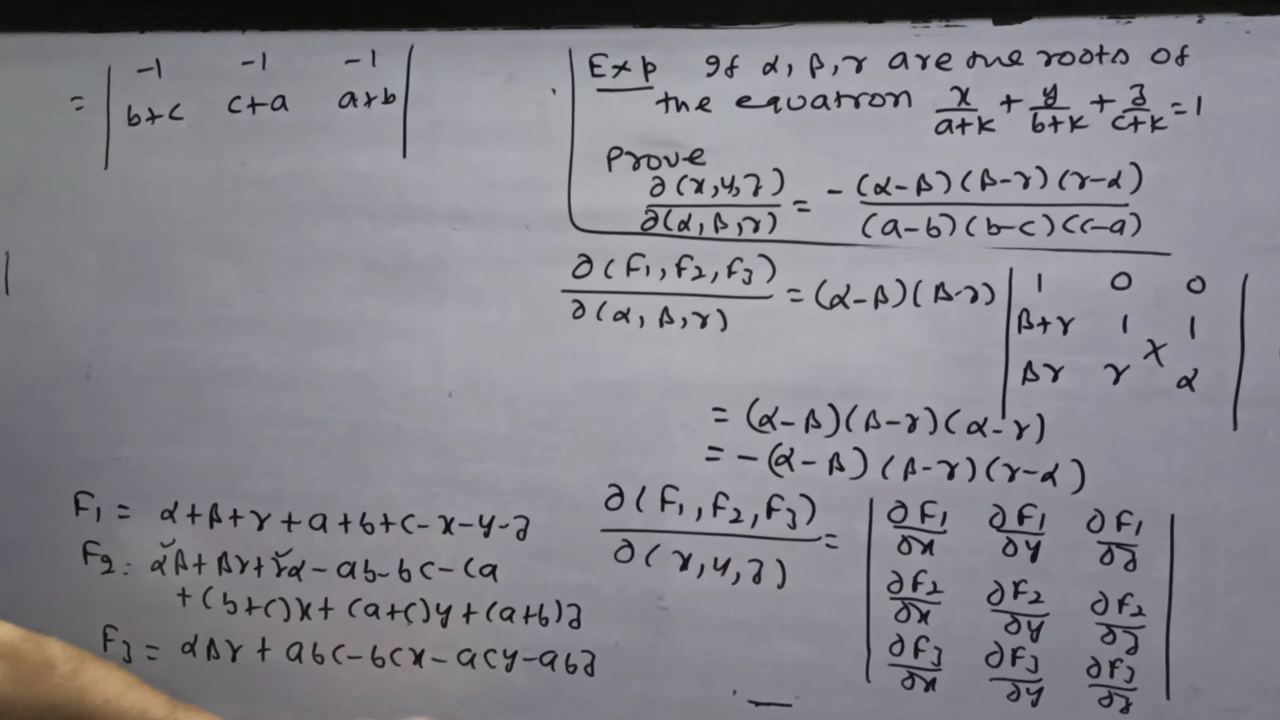 = | -1 -1 -1 |
| b+c c+a a+b |
Exp If α, β, γ are the roots of
the equation x/(a+k) + y/(b+k) + z/(c+k) = 1
Prove
∂(x,y,z)/∂(α,β,γ) = -(α-β)(β-γ)(γ-α)/(a-b)(b-c)(c-a)
∂(F1,F2,F3)/∂(α,β,γ) = (α-β)(β-γ) | 1 0 0 |
| β+γ 1 1 |
| βγ γ α |
= (α-β)(β-γ)(α-γ)
= -(α-β)(β-γ)(γ-α)
F1 = α+β+γ+a+b+c-x-y-z
F2: αβ+βγ+γα-ab-bc-ca
+(b+c)x+(a+c)y+(a+b)z
F3 = αβγ+abc-bcx-acy-abz
∂(F1,F2,F3)/∂(x,y,z) = | ∂F1/∂x ∂F1/∂y ∂F1/∂z |
| ∂F2/∂x ∂F2/∂y ∂F2/∂z |
| ∂F3/∂x ∂F3/∂y ∂F3/∂z |